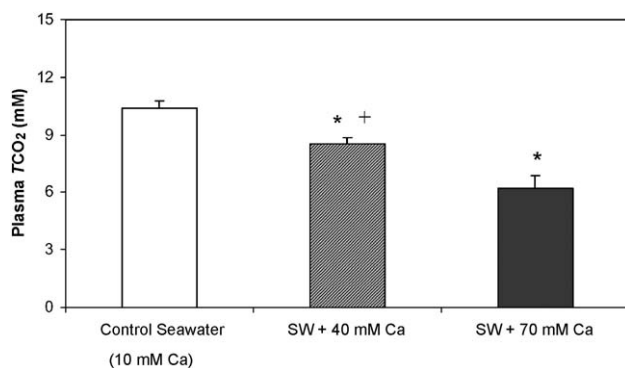 15
12
9
6
3
0
Plasma TCO₂ (mM)
* +
*
Control Seawater
(10 mM Ca)
SW + 40 mM Ca
SW + 70 mM Ca